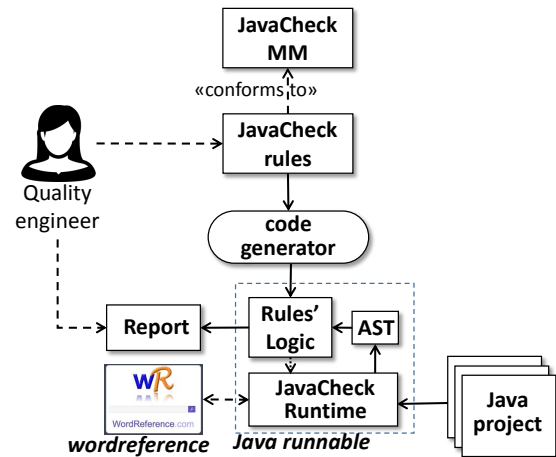 JavaCheck
MM
«conforms to»
JavaCheck
rules
Quality
engineer
code
generator
Report
Rules'
Logic
AST
JavaCheck
Runtime
Java
project
WR
WordReference.com
wordreference
Java runnable